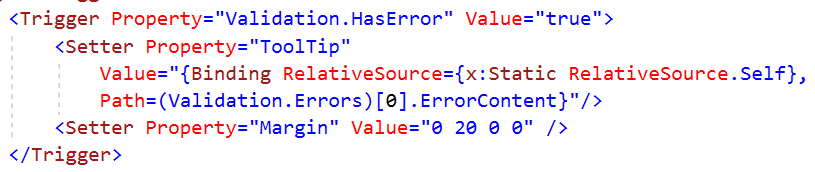 <Trigger Property="Validation.HasError" Value="true">
<Setter Property="ToolTip"
Value="{Binding RelativeSource={x:Static RelativeSource.Self},
Path=(Validation.Errors)[0].ErrorContent}"/>
<Setter Property="Margin" Value="0 20 0 0" />
</Trigger>